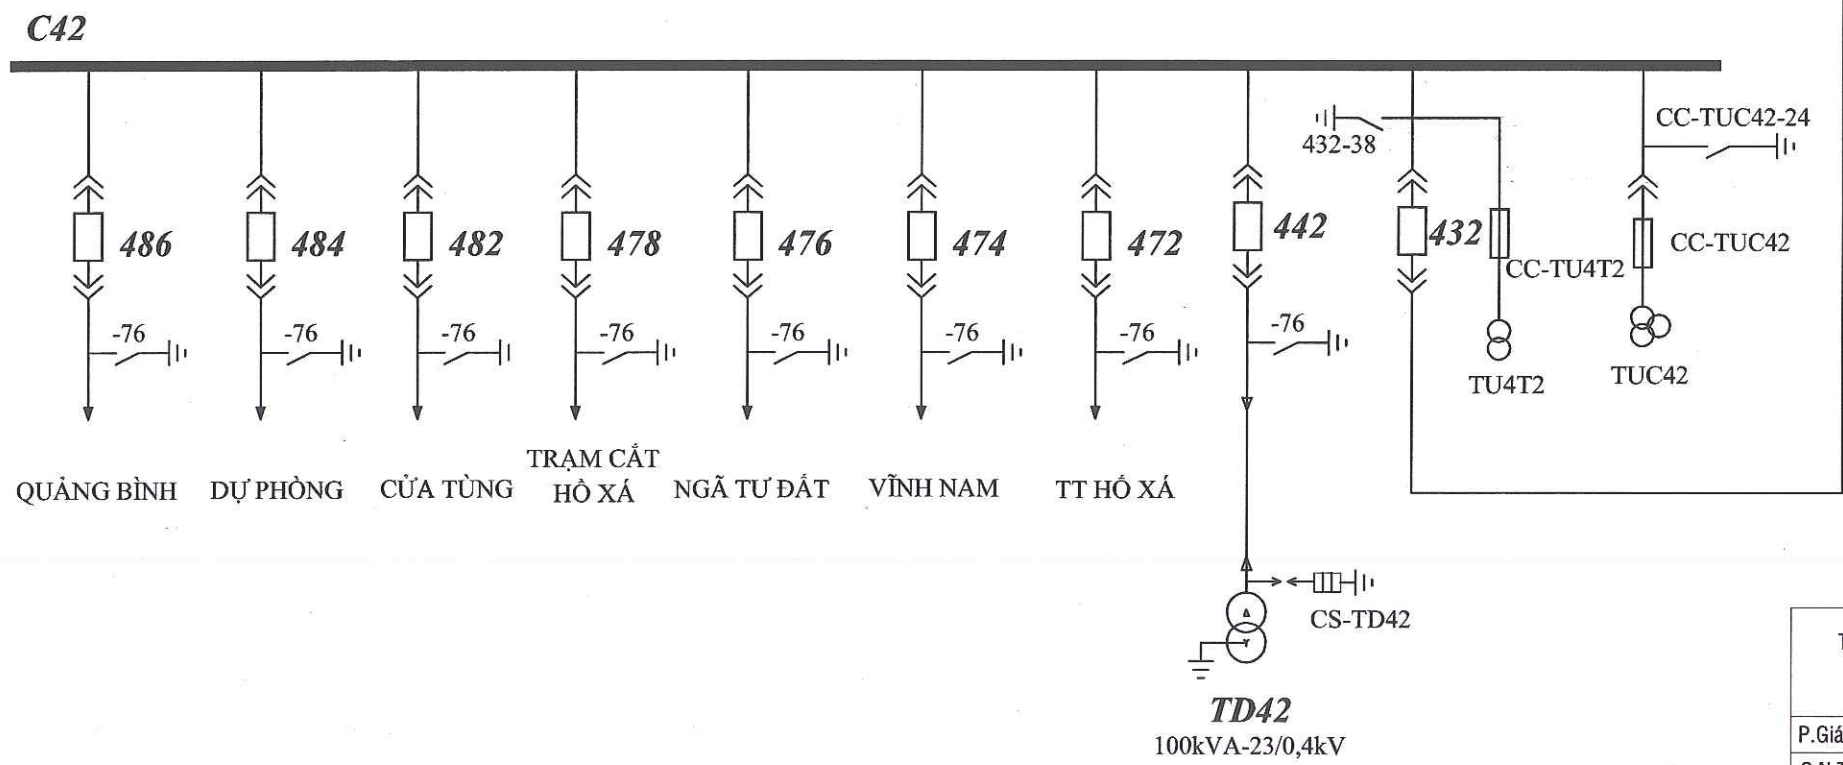 C42
CC-TUC42-24
432-38
486
484
482
478
476
474
472
442
432
CC-TUC42
CC-TU4T2
-76
-76
-76
-76
-76
-76
-76
-76
TU4T2
TUC42
QUẢNG BÌNH
DỰ PHÒNG
CỬA TÙNG
TRẠM CẮT
HỒ XÁ
NGÃ TƯ ĐẤT
VĨNH NAM
TT HỒ XÁ
CS-TD42
TD42
100kVA-23/0,4kV
P.Giá